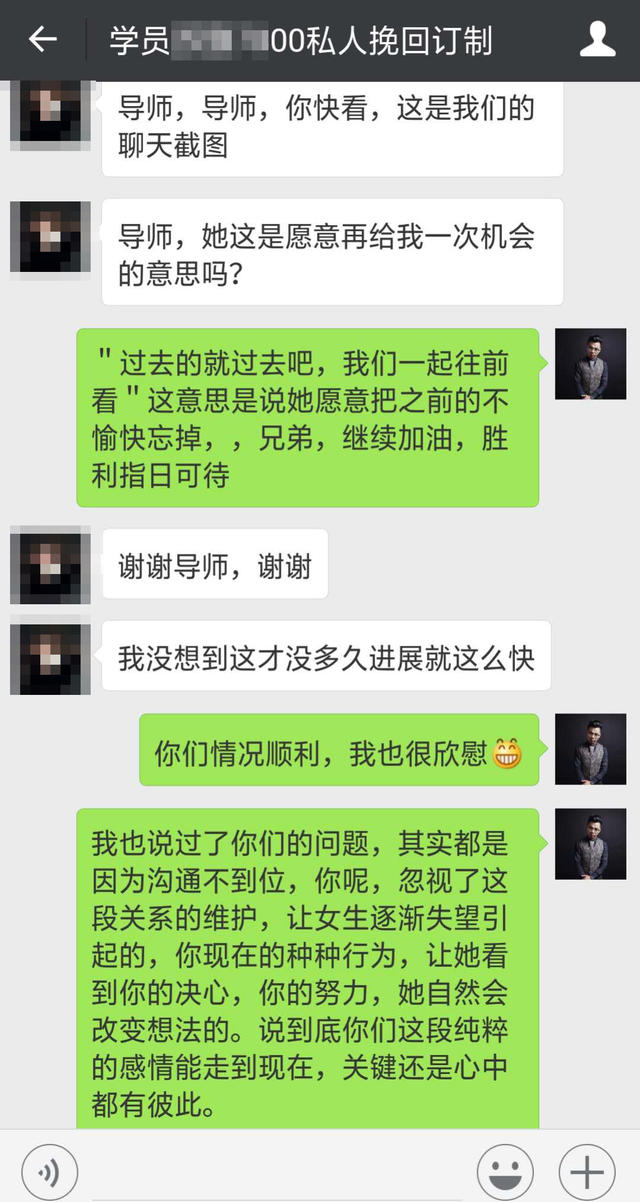 学员00私人挽回订制
导师，导师，你快看，这是我们的
聊天截图
导师，她这是愿意再给我一次机会
的意思吗？
＂过去的就过去吧，我们一起往前
看＂这意思是说她愿意把之前的不
愉快忘掉，，兄弟，继续加油，胜
利指日可待
谢谢导师，谢谢
我没想到这才没多久进展就这么快
你们情况顺利，我也很欣慰😁
我也说过了你们的问题，其实都是
因为沟通不到位，你呢，忽视了这
段关系的维护，让女生逐渐失望引
起的，你现在的种种行为，让她看
到你的决心，你的努力，她自然会
改变想法的。说到底你们这段纯粹
的感情能走到现在，关键还是心中
都有彼此。